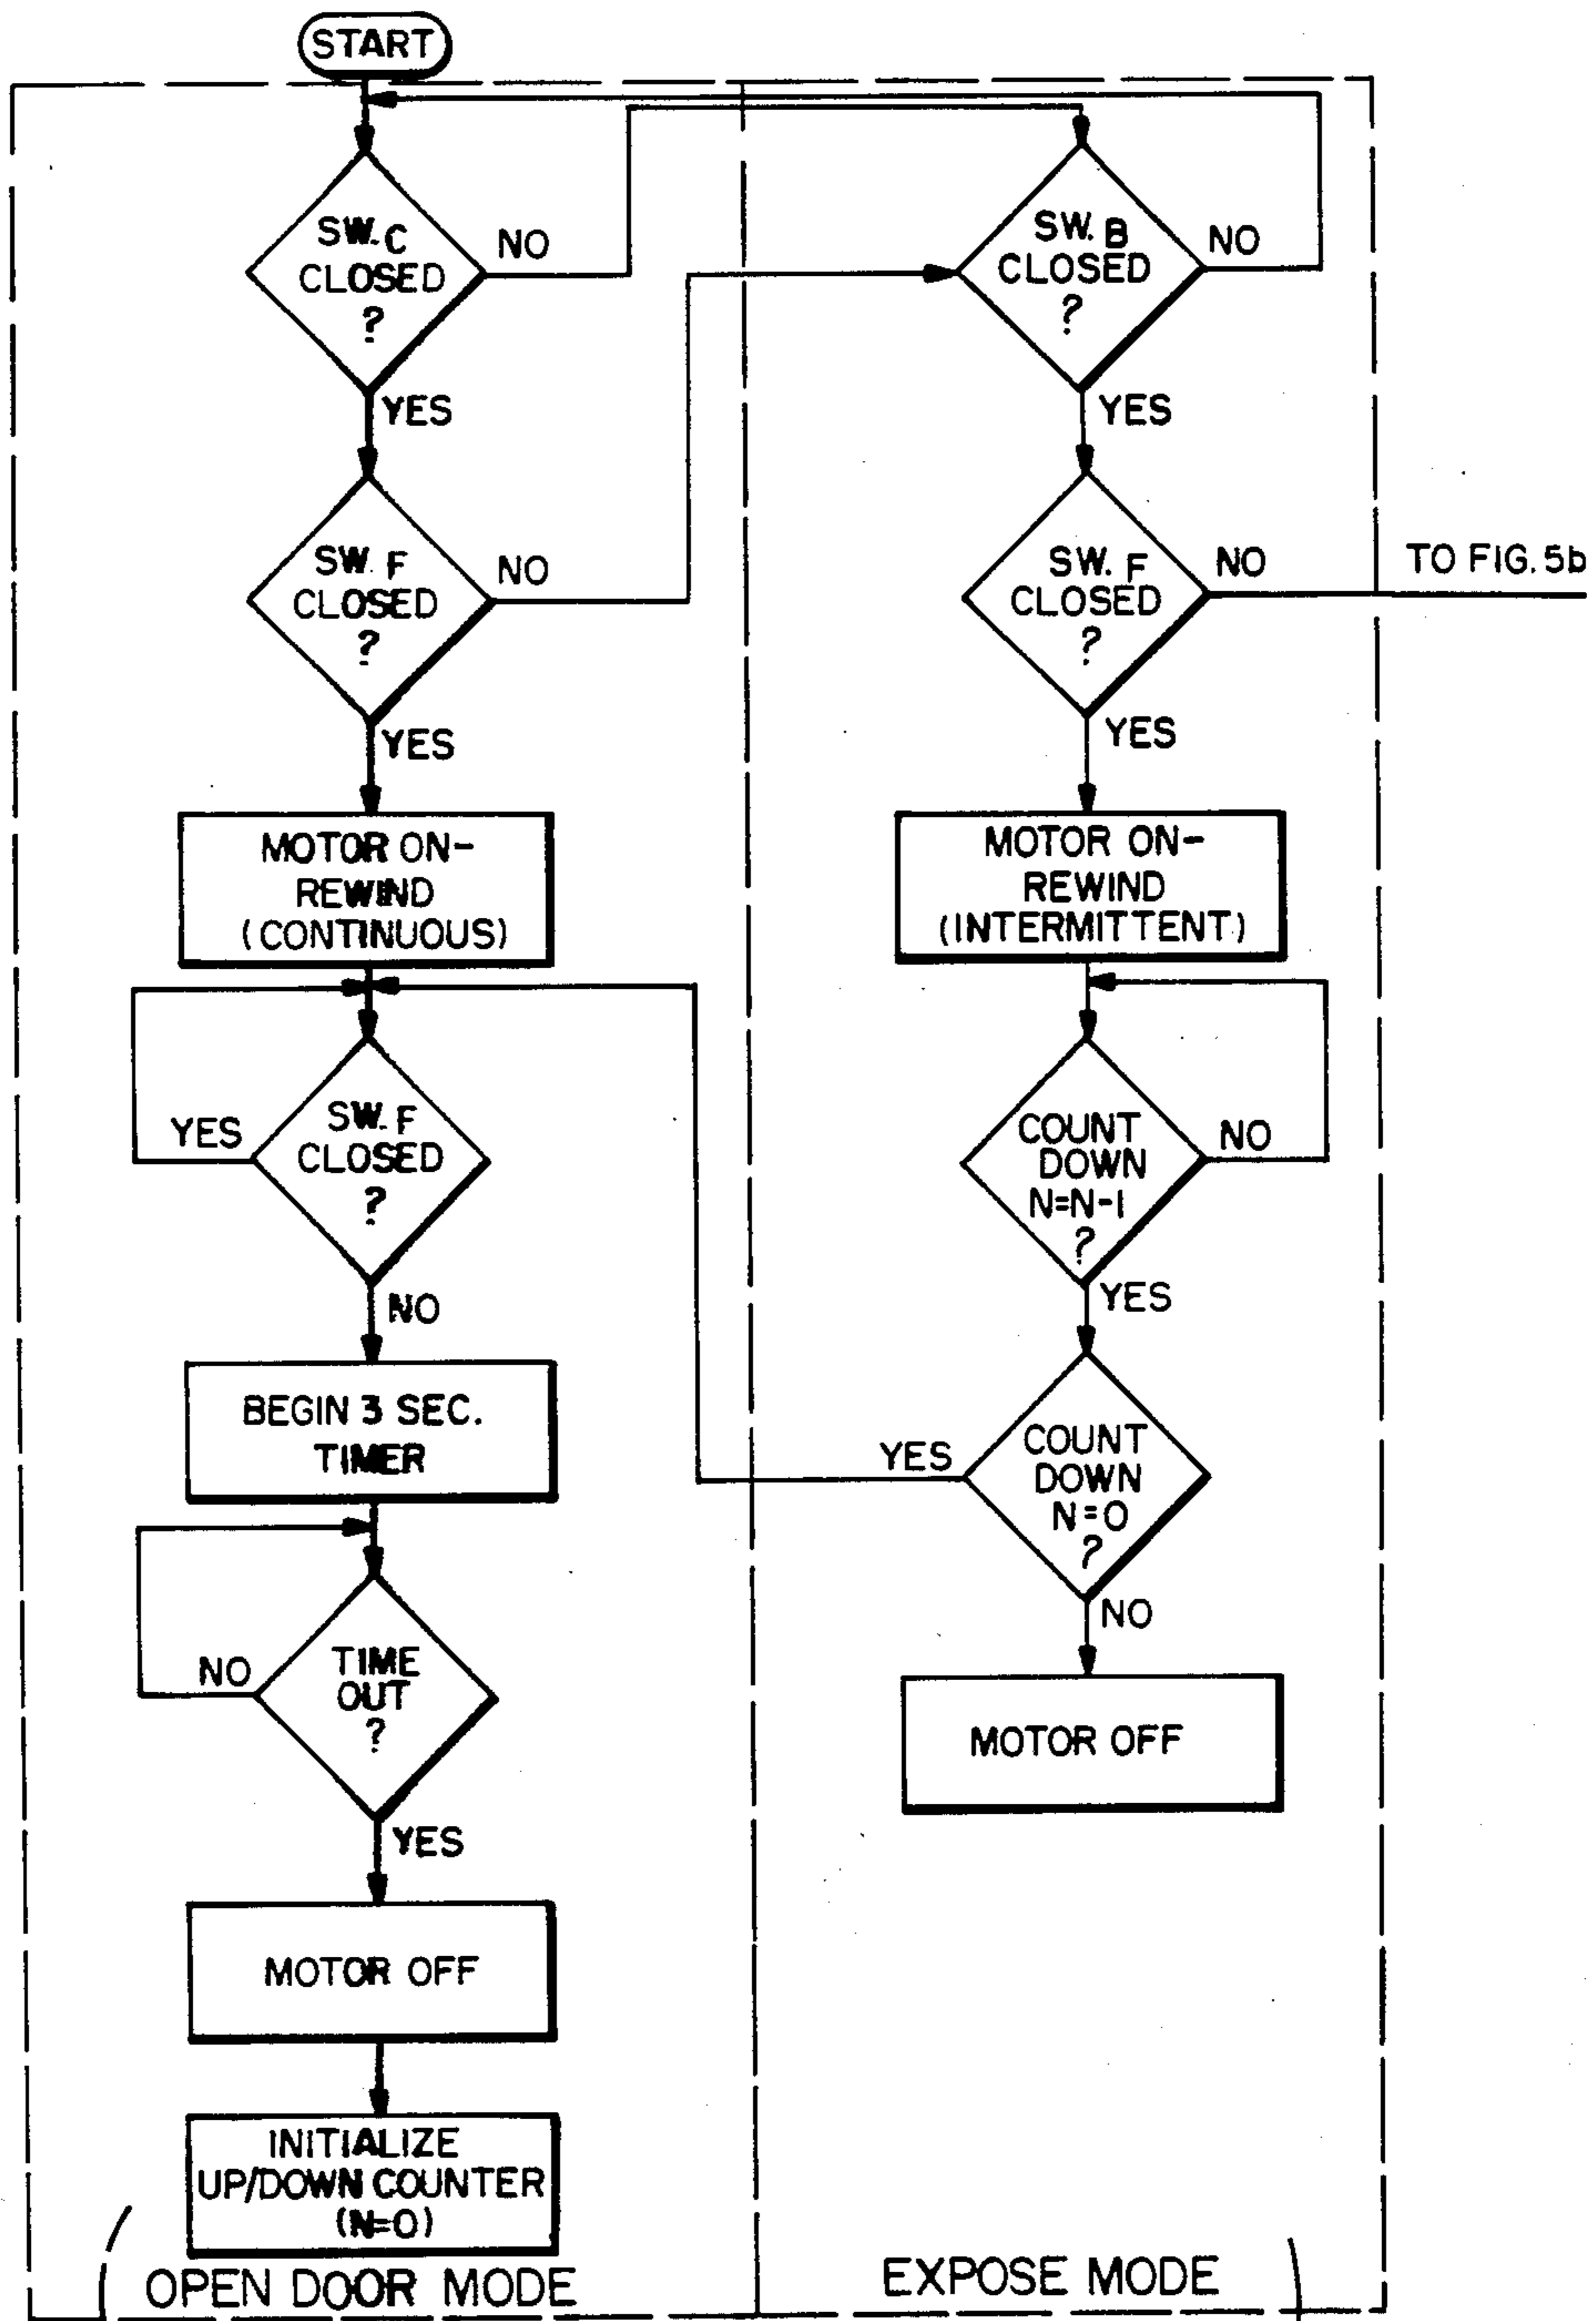 START
SW. C
CLOSED
?
NO
YES
SW. F
CLOSED
?
NO
YES
MOTOR ON-
REWIND
(CONTINUOUS)
SW. F
CLOSED
?
YES
NO
BEGIN 3 SEC.
TIMER
TIME
OUT
?
NO
YES
MOTOR OFF
INITIALIZE
UP/DOWN COUNTER
(N=0)
OPEN DOOR MODE
SW. B
CLOSED
?
NO
YES
SW. F
CLOSED
?
NO
TO FIG. 5b
YES
MOTOR ON-
REWIND
(INTERMITTENT)
COUNT
DOWN
N=N-1
?
NO
YES
COUNT
DOWN
N=0
?
YES
NO
MOTOR OFF
EXPOSE MODE